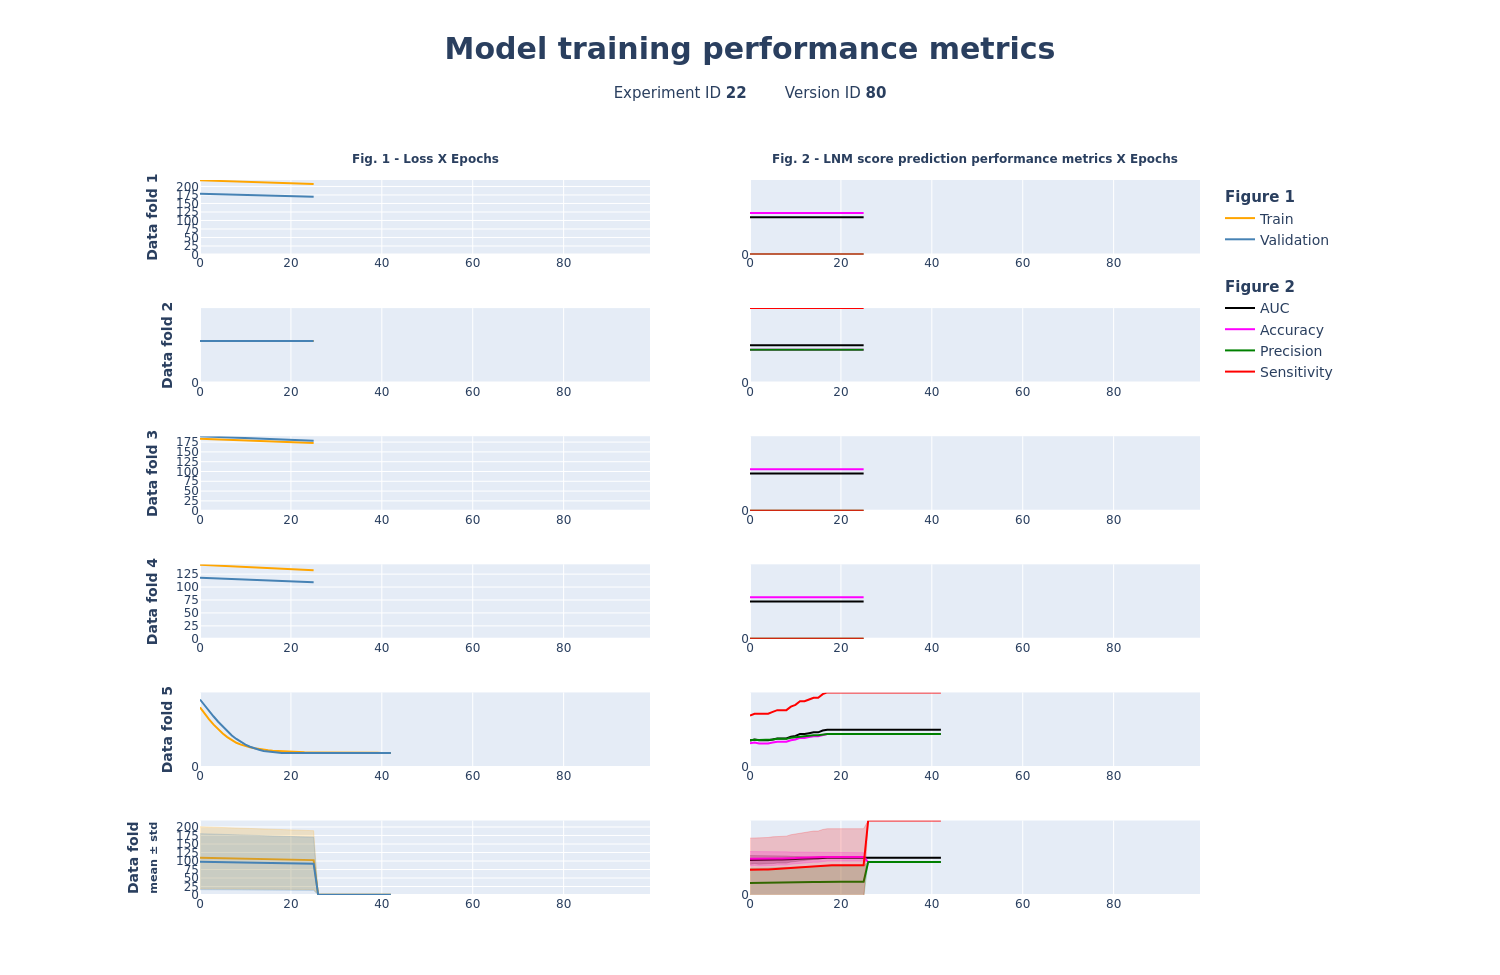 Model training performance metrics
Experiment ID 22 Version ID 80
Fig. 1 - Loss X Epochs
Fig. 2 - LNM score prediction performance metrics X Epochs
Data fold 1
200
175
150
125
100
75
50
25
0
0 20 40 60 80
0
0 20 40 60 80
Figure 1
Train
Validation
Figure 2
AUC
Accuracy
Precision
Sensitivity
Data fold 2
0
0 20 40 60 80
0
0 20 40 60 80
Data fold 3
175
150
125
100
75
50
25
0
0 20 40 60 80
0
0 20 40 60 80
Data fold 4
125
100
75
50
25
0
0 20 40 60 80
0
0 20 40 60 80
Data fold 5
0
0 20 40 60 80
0
0 20 40 60 80
Data fold
mean ± std
200
175
150
125
100
75
50
25
0
0 20 40 60 80
0
0 20 40 60 80